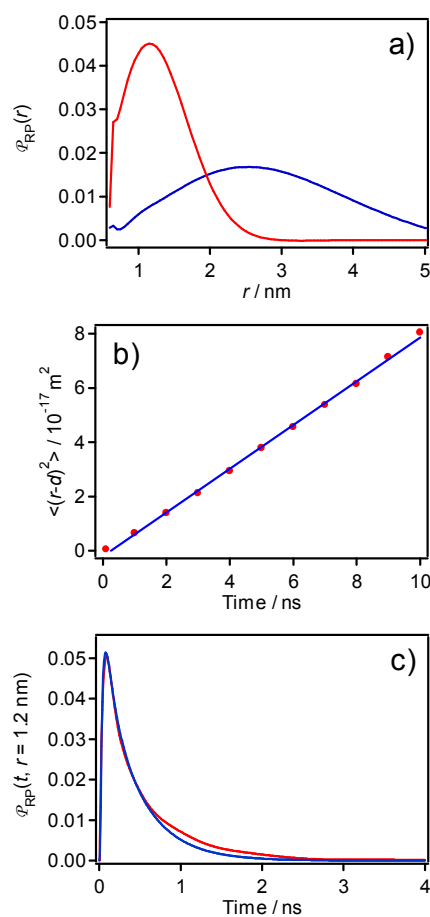 a)
0.05
0.04
0.03
0.02
0.01
0.00
𝒫RP(r)
1 2 3 4 5
r / nm
b)
8
6
4
2
0
<(r-d)²> / 10⁻¹⁷ m²
0 2 4 6 8 10
Time / ns
c)
0.05
0.04
0.03
0.02
0.01
0.00
𝒫RP(t, r = 1.2 nm)
0 1 2 3 4
Time / ns